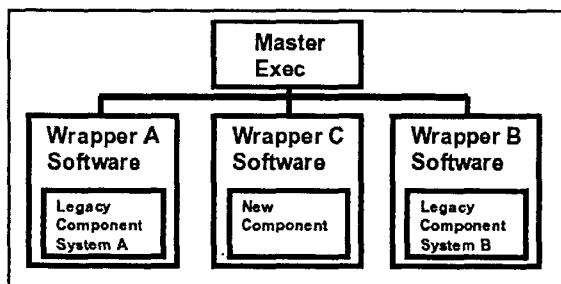 Master
Exec
Wrapper A
Software
Legacy
Component
System A
Wrapper C
Software
New
Component
Wrapper B
Software
Legacy
Component
System B